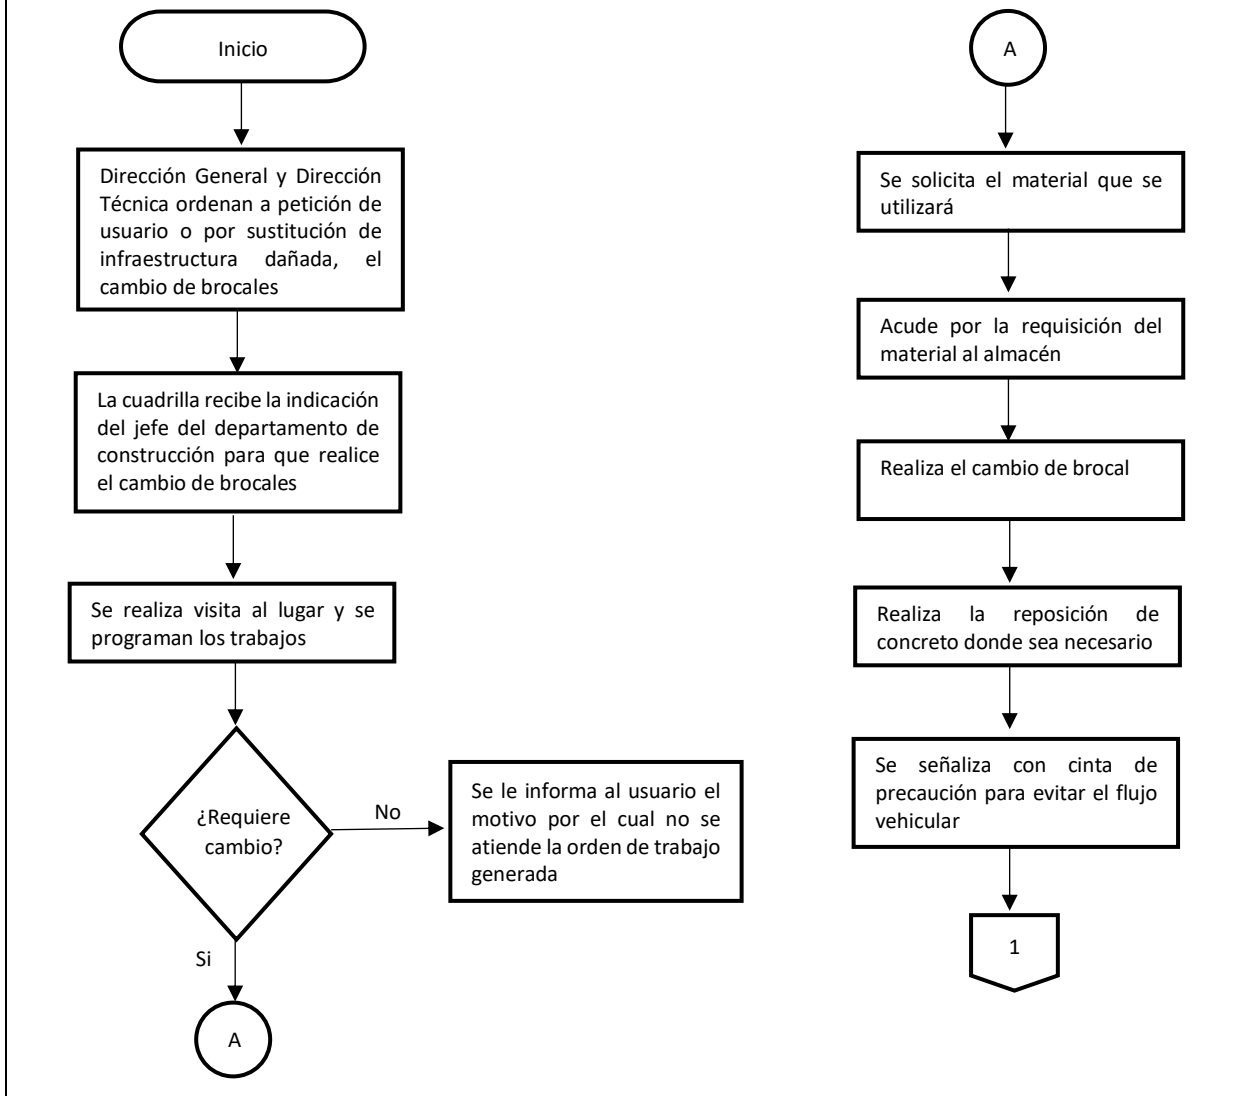 Inicio
Dirección General y Dirección
Técnica ordenan a petición de
usuario o por sustitución de
infraestructura dañada, el
cambio de brocales
La cuadrilla recibe la indicación
del jefe del departamento de
construcción para que realice
el cambio de brocales
Se realiza visita al lugar y se
programan los trabajos
¿Requiere
cambio?
No
Se le informa al usuario el
motivo por el cual no se
atiende la orden de trabajo
generada
Si
A
A
Se solicita el material que se
utilizará
Acude por la requisición del
material al almacén
Realiza el cambio de brocal
Realiza la reposición de
concreto donde sea necesario
Se señaliza con cinta de
precaución para evitar el flujo
vehicular
1